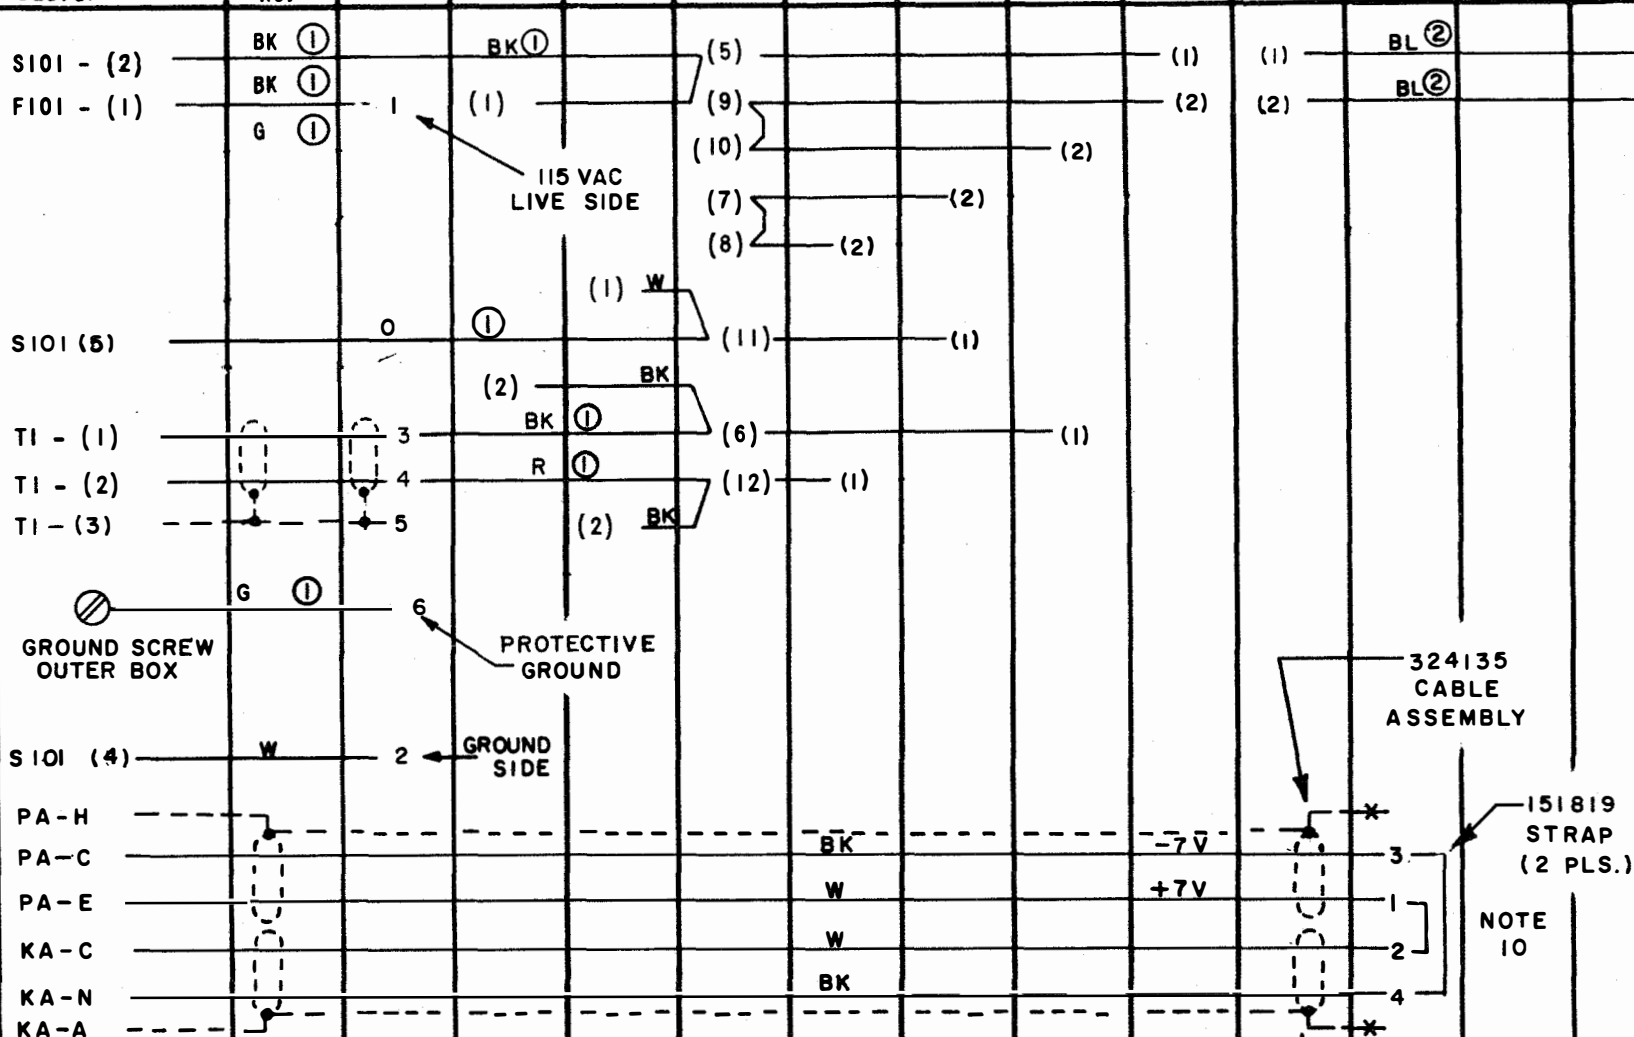 S101 - (2) BK ① BK① (5) (1) (1) BL②
F101 - (1) BK ① 1 (1) (9) (2) (2) BL②
G ① (10) (2)
115 VAC
LIVE SIDE
(7) (2)
(8) (2)
(1) W
S101 (5) O ① (11) (1)
(2) BK
T1 - (1) 3 BK ① (6) (1)
T1 - (2) 4 R ① (12) (1)
T1 - (3) 5 (2) BK
G ① 6
GROUND SCREW
OUTER BOX
PROTECTIVE
GROUND
324135
CABLE
ASSEMBLY
S101 (4) W 2 GROUND
SIDE
PA-H
PA-C BK -7V 3
PA-E W +7V 1
KA-C W 2
KA-N BK 4
KA-A
151819
STRAP
(2 PLS.)
NOTE
10